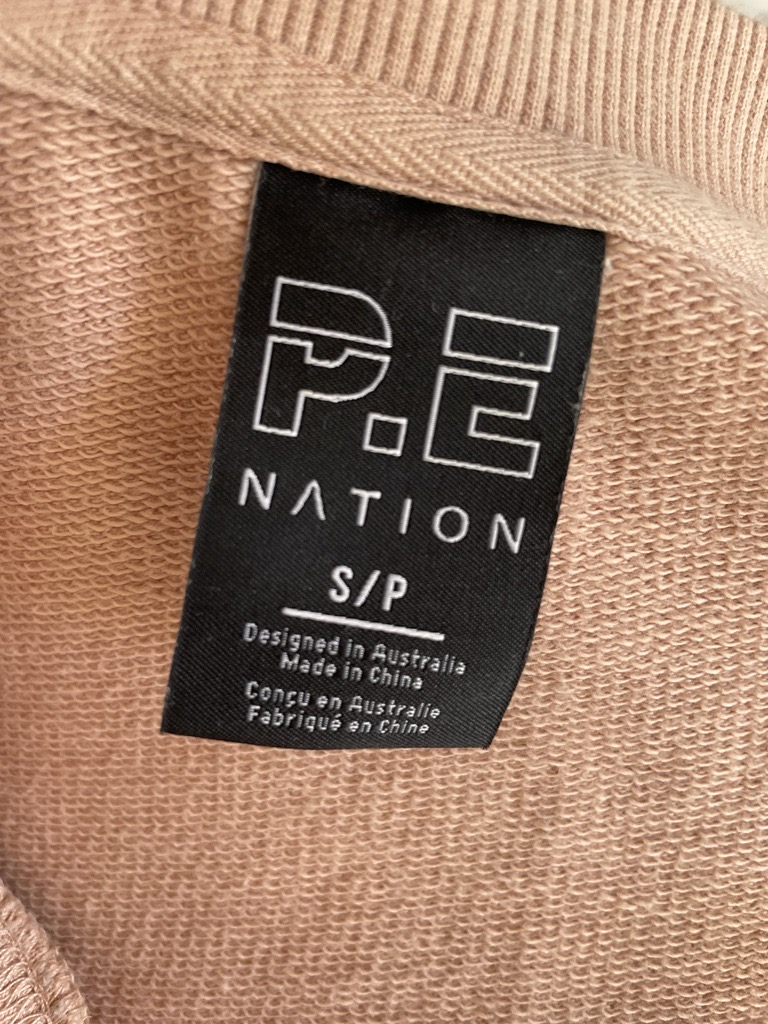 P.E
NATION
S/P
Designed in Australia
Made in China
Conçu en Australie
Fabriqué en Chine